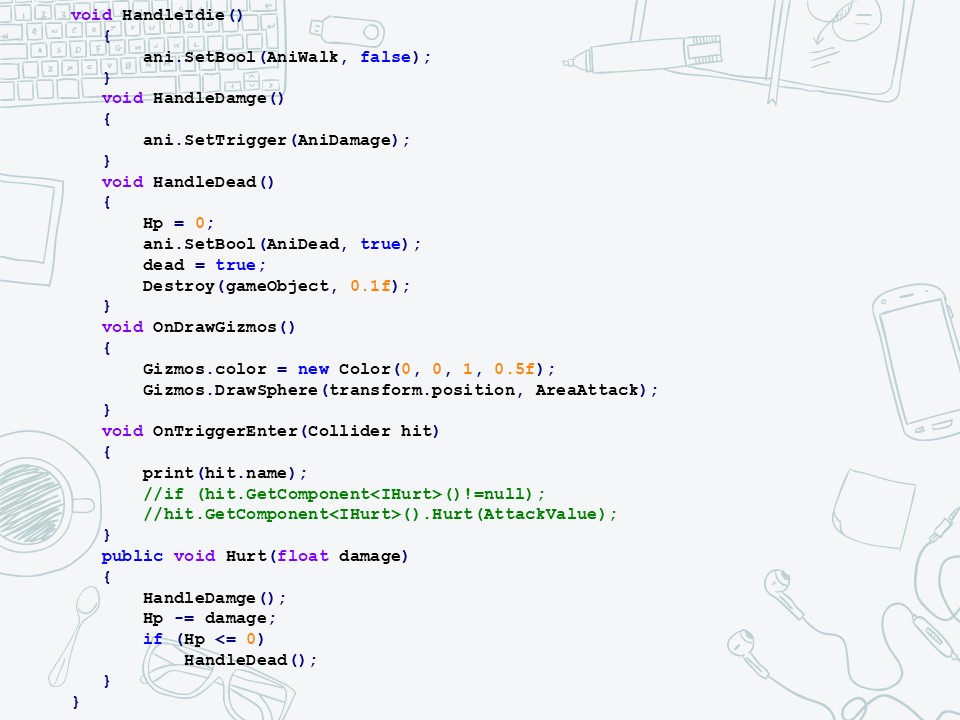 void HandleIdie()
{
ani.SetBool(AniWalk, false);
}
void HandleDamge()
{
ani.SetTrigger(AniDamage);
}
void HandleDead()
{
Hp = 0;
ani.SetBool(AniDead, true);
dead = true;
Destroy(gameObject, 0.1f);
}
void OnDrawGizmos()
{
Gizmos.color = new Color(0, 0, 1, 0.5f);
Gizmos.DrawSphere(transform.position, AreaAttack);
}
void OnTriggerEnter(Collider hit)
{
print(hit.name);
//if (hit.GetComponent<IHurt>()!=null);
//hit.GetComponent<IHurt>().Hurt(AttackValue);
}
public void Hurt(float damage)
{
HandleDamge();
Hp -= damage;
if (Hp <= 0)
HandleDead();
}
}